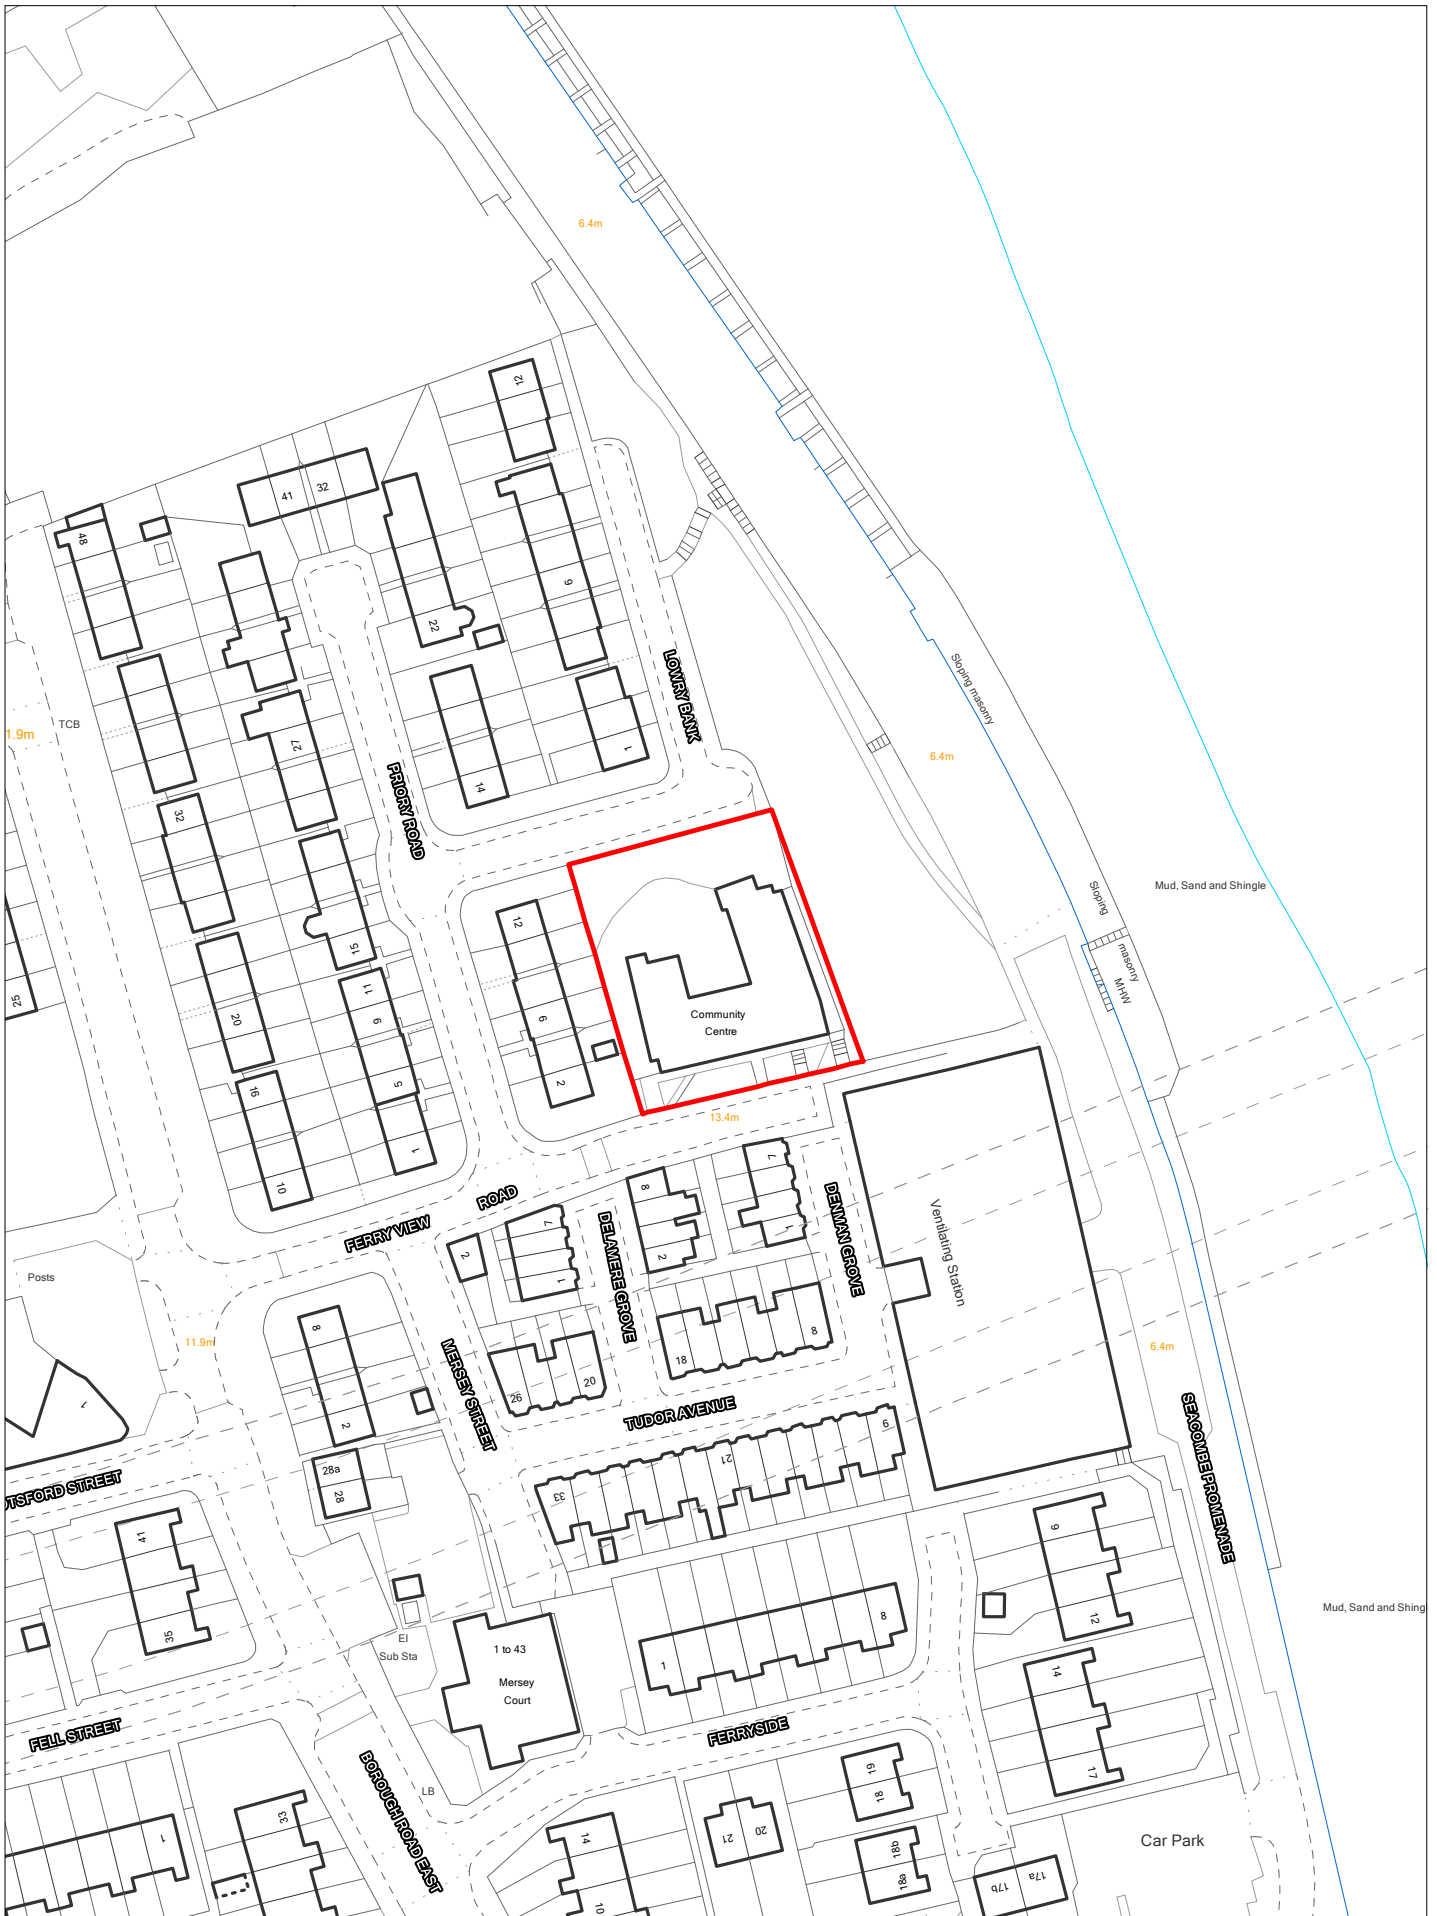 6.4m
12
41
32
48
9
22
LOWRY BANK
Sloping masonry
TCB
1.9m
27
1
6.4m
14
PRIORY ROAD
32
Mud, Sand and Shingle
Sloping
masonry
MHW
12
15
25
11
9
20
6
Community
Centre
16
5
2
13.4m
1
10
7
8
ROAD
DENMAN GROVE
Ventilating Station
FERRY VIEW
7
DELAMERE GROVE
2
2
1
1
Posts
8
11.9m
MERSEY STREET
18
8
6.4m
20
26
1
2
TUDOR AVENUE
SEACOMBE PROMENADE
9
21
28a
28
33
OTSFORD STREET
41
9
12
35
Mud, Sand and Shing
8
El
Sub Sta
1 to 43
Mersey
Court
1
14
FELL STREET
FERRYSIDE
17
BOROUGH ROAD EAST
LB
19
18
33
1
14
21
20
18b
18a
Car Park
17b
17a
10